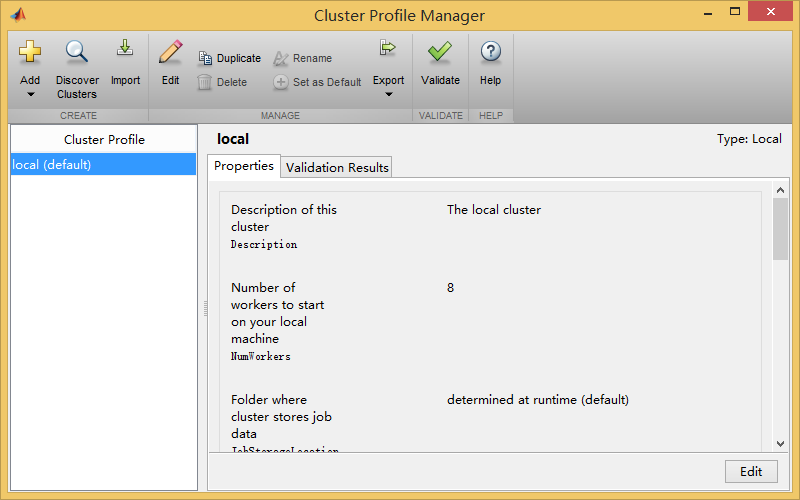 Cluster Profile Manager
Add
Discover
Clusters
Import
Edit
Duplicate
Delete
Rename
Set as Default
Export
Validate
Help
CREATE
MANAGE
VALIDATE
HELP
Cluster Profile
local (default)
local
Type: Local
Properties
Validation Results
Description of this
cluster
Description
The local cluster
Number of
workers to start
on your local
machine
NumWorkers
8
Folder where
cluster stores job
data
JobStorageLocation
determined at runtime (default)
Edit